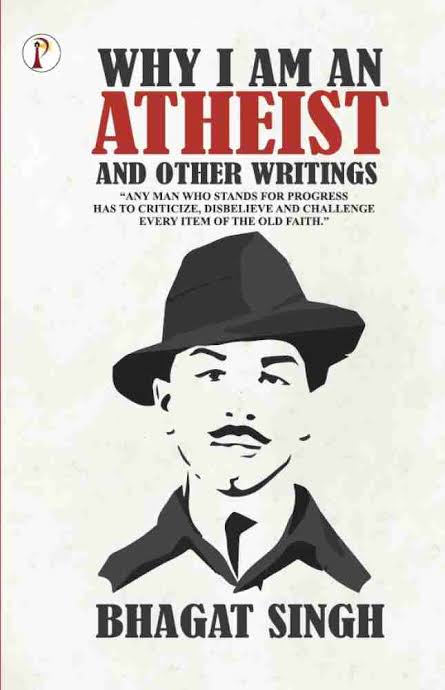 P
WHY I AM AN
ATHEIST
AND OTHER WRITINGS
“ANY MAN WHO STANDS FOR PROGRESS
HAS TO CRITICIZE, DISBELIEVE AND CHALLENGE
EVERY ITEM OF THE OLD FAITH.”
BHAGAT SINGH